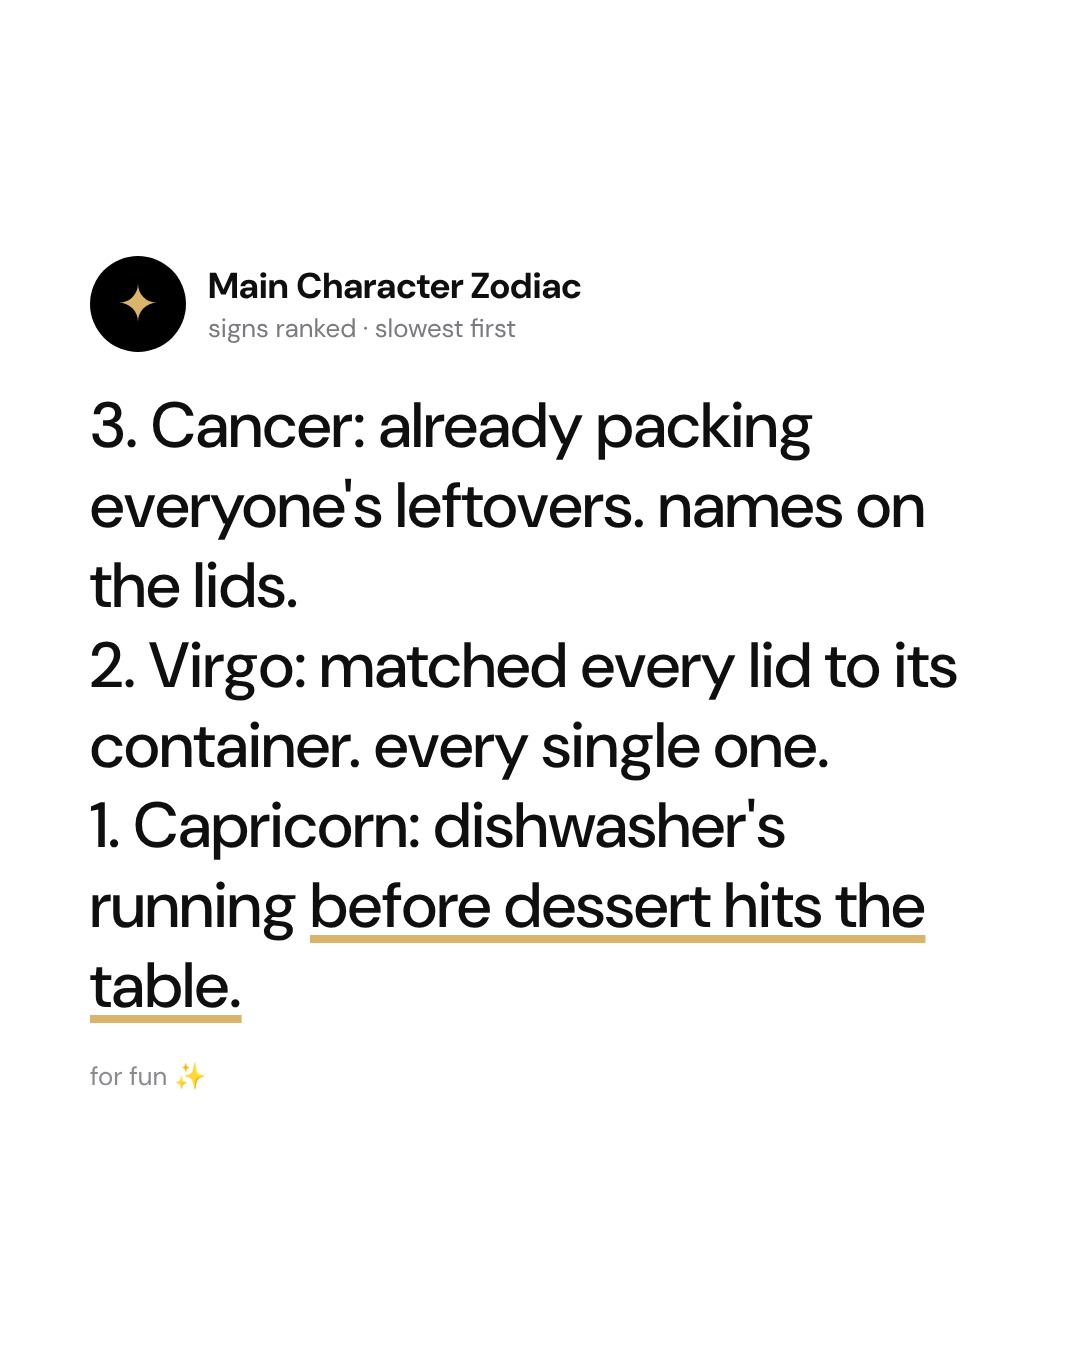 Main Character Zodiac
signs ranked · slowest first
3. Cancer: already packing
everyone's leftovers. names on
the lids.
2. Virgo: matched every lid to its
container. every single one.
1. Capricorn: dishwasher's
running before dessert hits the
table.
for fun ✨